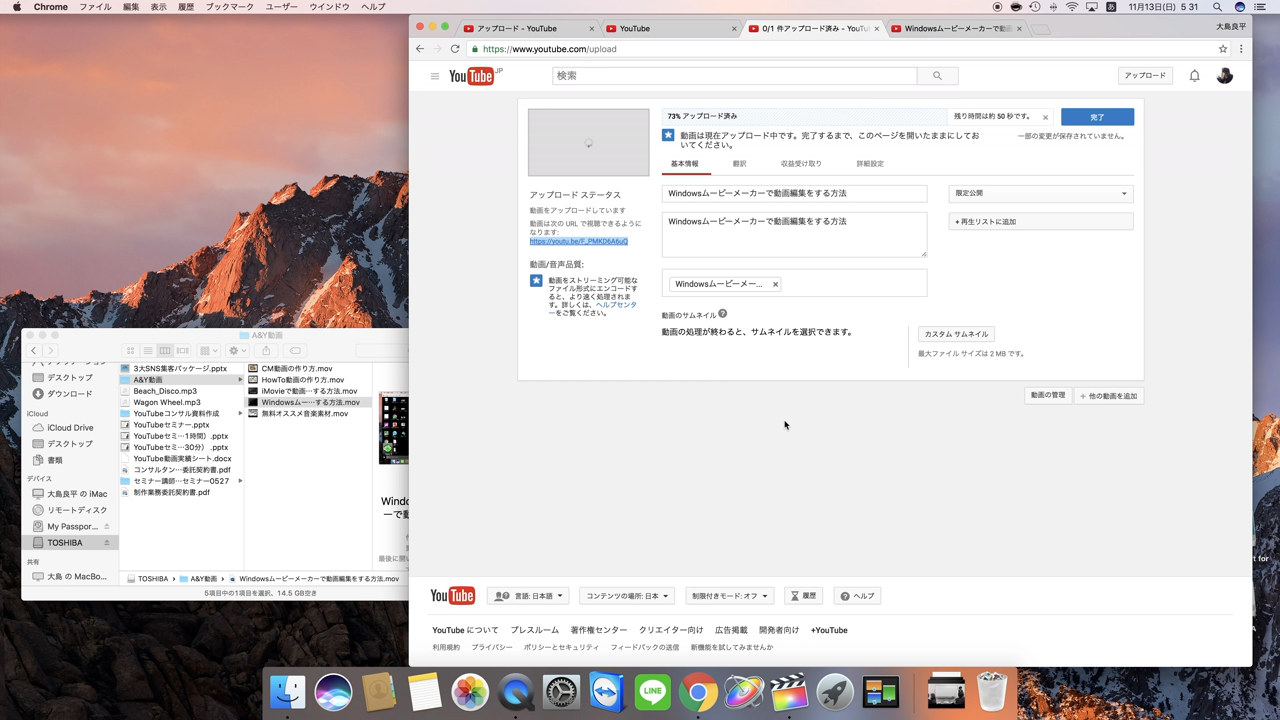 Chrome ファイル 編集 表示 履歴 ブックマーク ユーザー ウインドウ ヘルプ
あ 11月13日(日) 5 31
アップロード - YouTube
YouTube
0/1 件アップロード済み - YouT
Windowsムービーメーカーで動画
大島良平
https://www.youtube.com/upload
YouTube JP
検索
アップロード
73% アップロード済み
残り時間は約 50 秒です。
完了
動画は現在アップロード中です。完了するまで、このページを開いたままにしてお
いてください。
一部の変更が保存されていません。
基本情報 翻訳 収益受け取り 詳細設定
アップロード ステータス
動画をアップロードしています
動画は次の URL で視聴できるように
なります:
https://youtu.be/F_PMKD6A6uQ
動画/音声品質:
動画をストリーミング可能な
ファイル形式にエンコードす
ると、より速く処理されま
す。詳しくは、ヘルプセンタ
ーをご覧ください。
Windowsムービーメーカーで動画編集をする方法
限定公開
Windowsムービーメーカーで動画編集をする方法
+ 再生リストに追加
Windowsムービーメー...
動画のサムネイル
動画の処理が終わると、サムネイルを選択できます。
カスタム サムネイル
最大ファイル サイズは 2 MB です。
動画の管理
+ 他の動画を追加
YouTube
言語: 日本語
コンテンツの場所: 日本
制限付きモード: オフ
履歴
ヘルプ
YouTube について プレスルーム 著作権センター クリエイター向け 広告掲載 開発者向け +YouTube
利用規約 プライバシー ポリシーとセキュリティ フィードバックの送信 新機能を試してみませんか
A&Y動画
デスクトップ
ダウンロード
iCloud
iCloud Drive
デスクトップ
書類
デバイス
大島良平 の iMac
リモートディスク
My Passpor...
TOSHIBA
共有
大島 の MacBo...
3大SNS集客パッケージ.pptx
A&Y動画
Beach_Disco.mp3
Wagon Wheel.mp3
YouTubeコンサル資料作成
YouTubeセミナー.pptx
YouTubeセミ…1時間）.pptx
YouTubeセミ…30分）.pptx
YouTube動画実績シート.docx
コンサルタン…委託契約書.pdf
セミナー講師…セミナー0527
制作業務委託契約書.pdf
CM動画の作り方.mov
HowTo動画の作り方.mov
iMovieで動画…する方法.mov
Windowsムー…する方法.mov
無料オススメ音楽素材.mov
Wind
ーで動
最後に開い
TOSHIBA › A&Y動画 › Windowsムービーメーカーで動画編集をする方法.mov
5項目中の1項目を選択、14.5 GB空き
t for
LINE